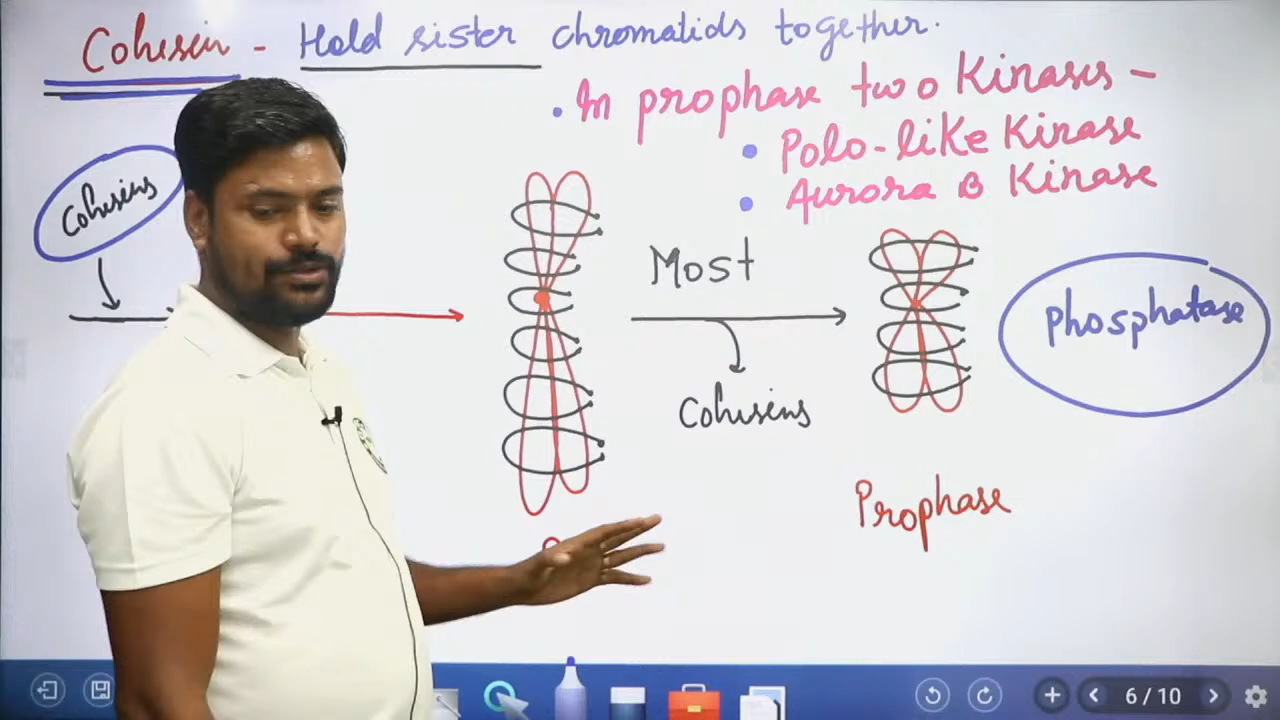 Cohesin - Hold sister chromatids together.
• In prophase two Kinases -
• Polo-like Kinase
• Aurora B Kinase
Cohesins
Most
Cohesins
Phosphatase
Prophase
6 / 10